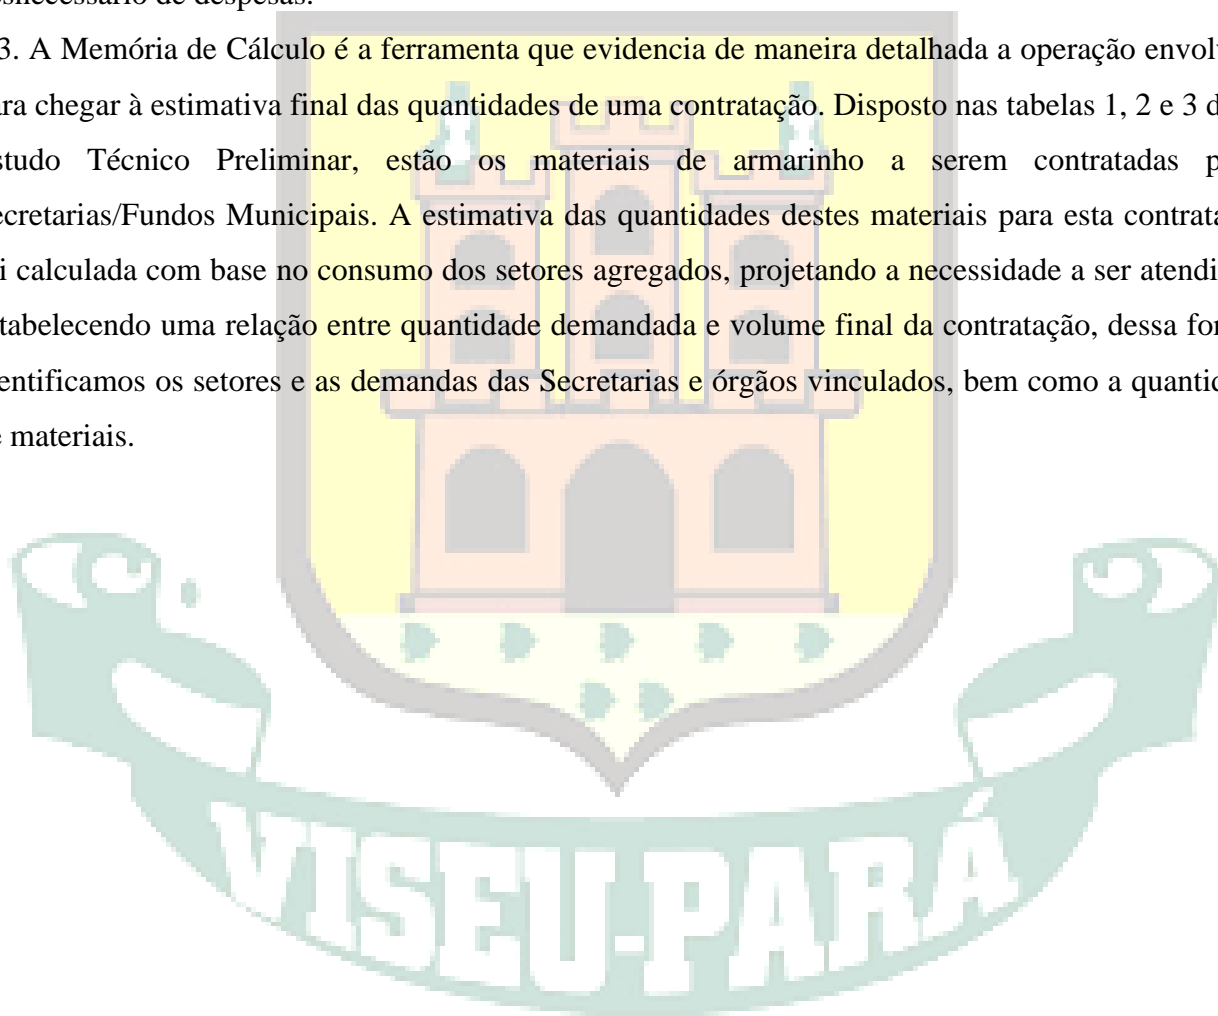 snecessário de despesas.
3. A Memória de Cálculo é a ferramenta que evidencia de maneira detalhada a operação envol
ra chegar à estimativa final das quantidades de uma contratação. Disposto nas tabelas 1, 2 e 3 d
studo Técnico Preliminar, estão os materiais de armarinho a serem contratadas p
ecretarias/Fundos Municipais. A estimativa das quantidades destes materiais para esta contrata
i calculada com base no consumo dos setores agregados, projetando a necessidade a ser atendi
tabelecendo uma relação entre quantidade demandada e volume final da contratação, dessa for
entificamos os setores e as demandas das Secretarias e órgãos vinculados, bem como a quantid
materiais.
VISEU-PARÁ